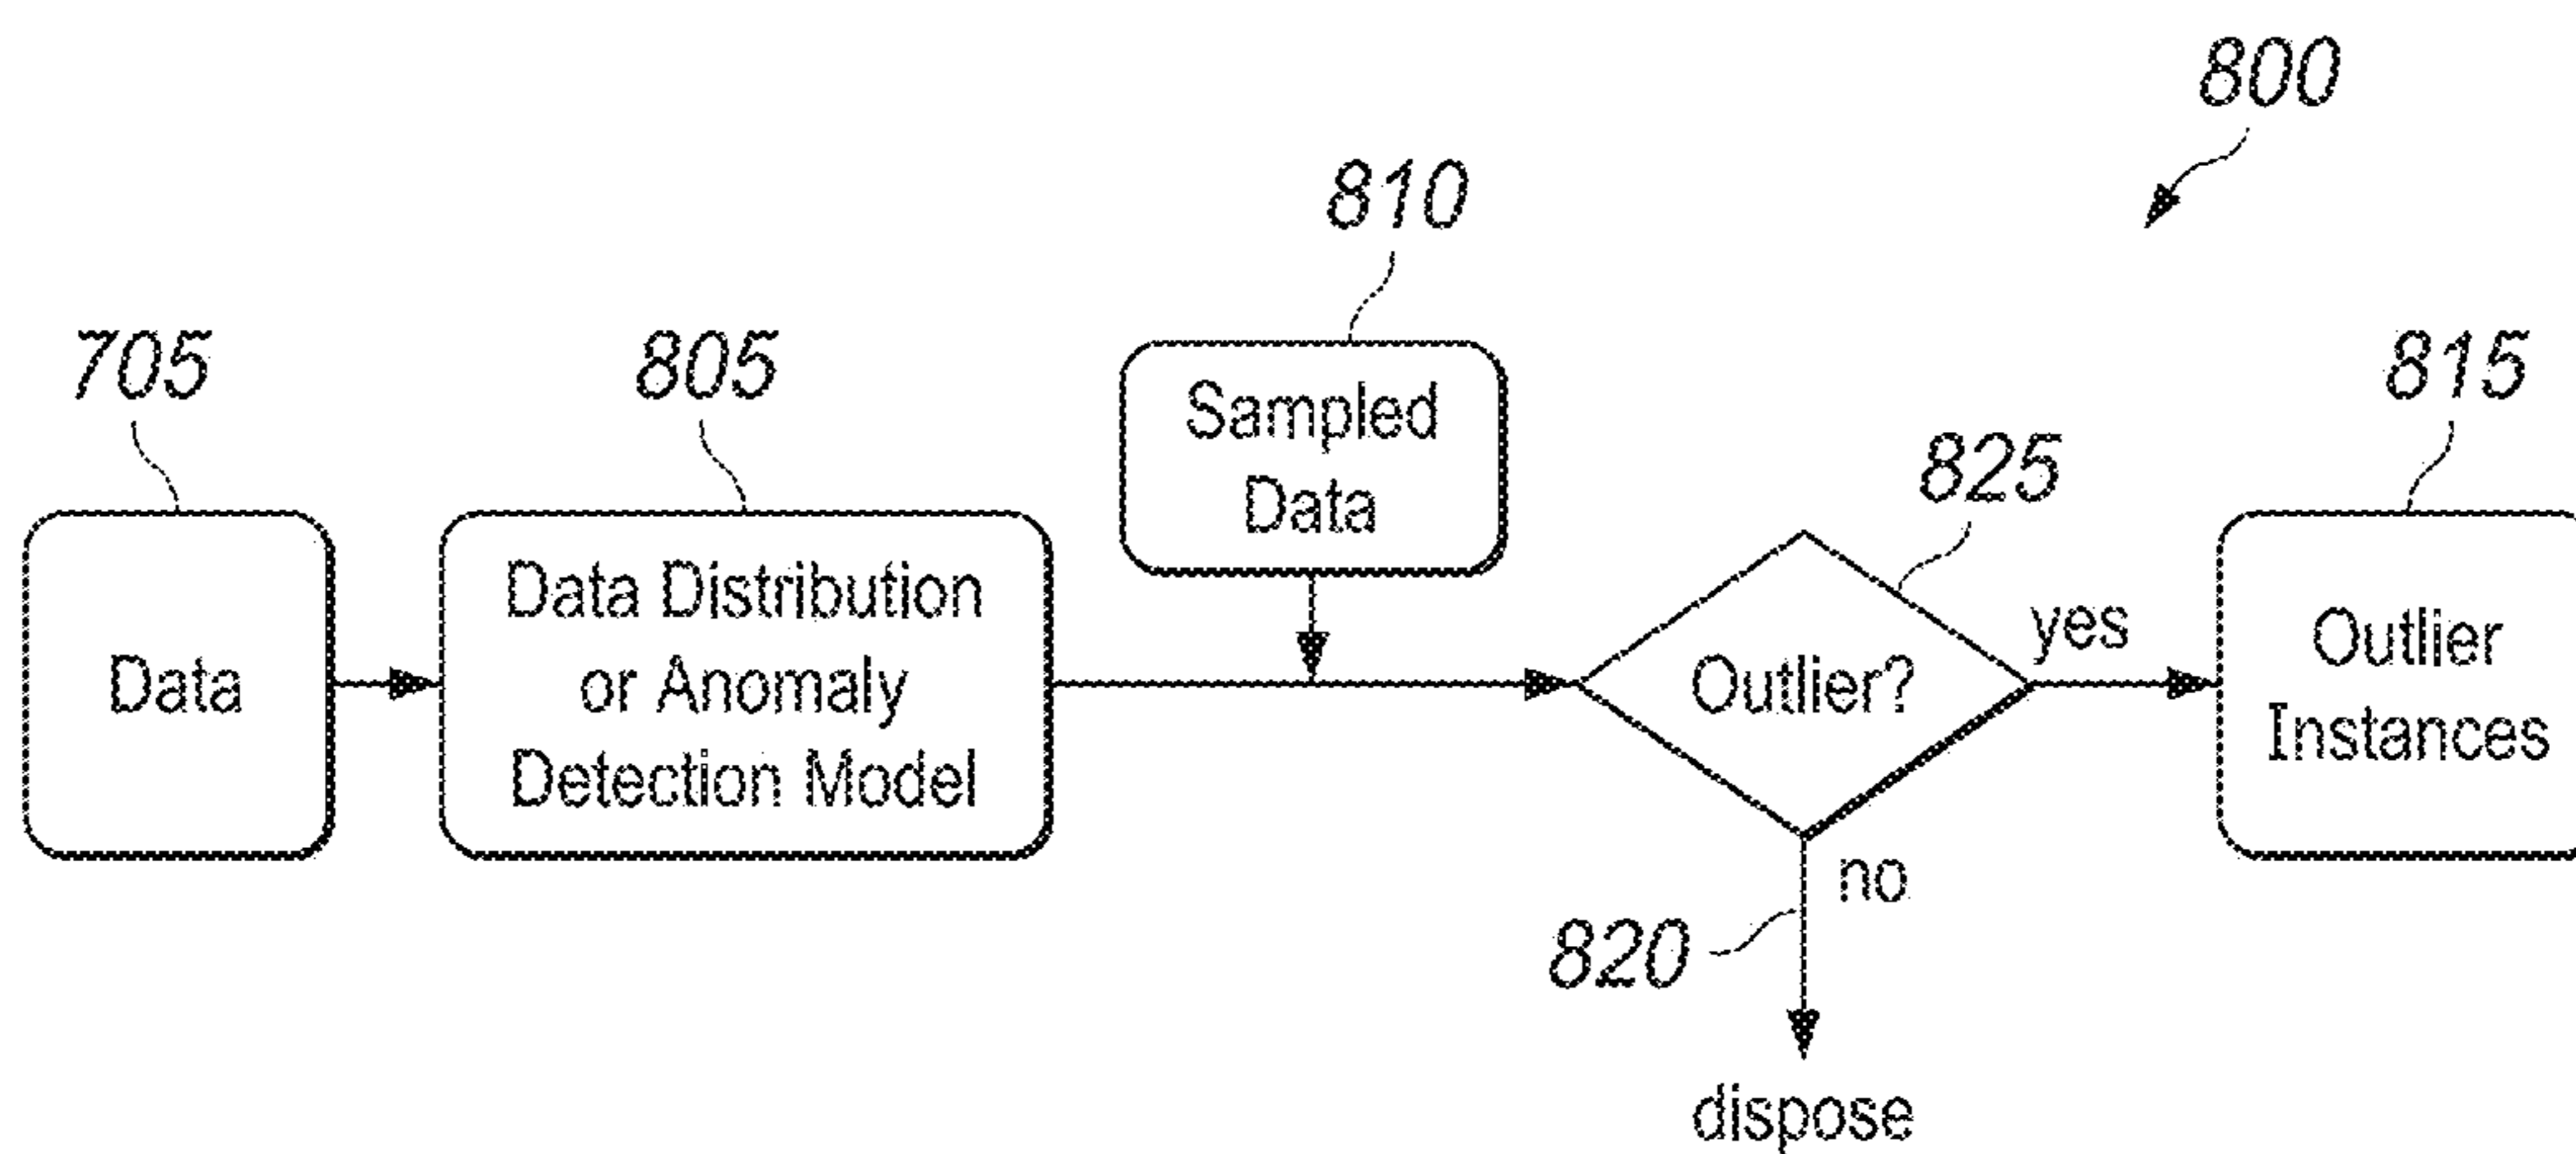 800
810
705
805
815
Sampled
Data
825
Data
Data Distribution
or Anomaly
Detection Model
Outlier?
yes
Outlier
Instances
no
820
dispose